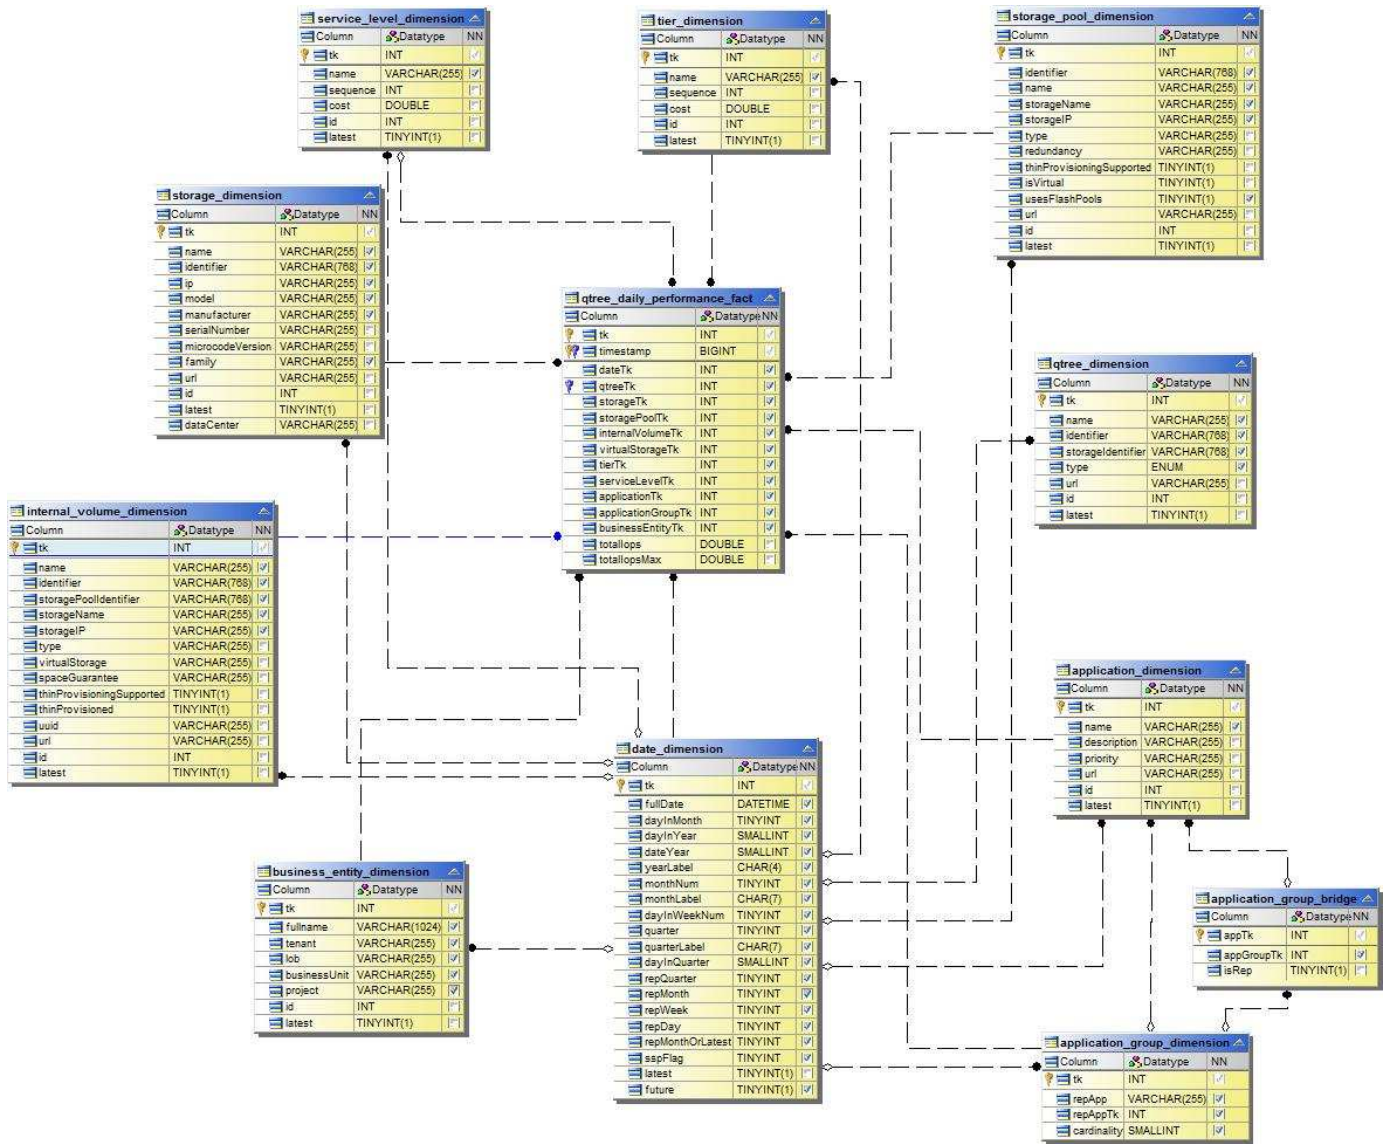 service_level_dimension
Column Datatype NN
tk INT
name VARCHAR(255)
sequence INT
cost DOUBLE
id INT
latest TINYINT(1)
tier_dimension
Column Datatype NN
tk INT
name VARCHAR(255)
sequence INT
cost DOUBLE
id INT
latest TINYINT(1)
storage_pool_dimension
Column Datatype NN
tk INT
identifier VARCHAR(768)
name VARCHAR(255)
storageName VARCHAR(255)
storageIP VARCHAR(255)
type VARCHAR(255)
redundancy VARCHAR(255)
thinProvisioningSupported TINYINT(1)
isVirtual TINYINT(1)
usesFlashPools TINYINT(1)
url VARCHAR(255)
id INT
latest TINYINT(1)
storage_dimension
Column Datatype NN
tk INT
name VARCHAR(255)
identifier VARCHAR(768)
ip VARCHAR(255)
model VARCHAR(255)
manufacturer VARCHAR(255)
serialNumber VARCHAR(255)
microcodeVersion VARCHAR(255)
family VARCHAR(255)
url VARCHAR(255)
id INT
latest TINYINT(1)
dataCenter VARCHAR(255)
qtree_daily_performance_fact
Column Datatype NN
tk INT
timestamp BIGINT
dateTk INT
qtreeTk INT
storageTk INT
storagePoolTk INT
internalVolumeTk INT
virtualStorageTk INT
tierTk INT
serviceLevelTk INT
applicationTk INT
applicationGroupTk INT
businessEntityTk INT
totalIops DOUBLE
totalIopsMax DOUBLE
qtree_dimension
Column Datatype NN
tk INT
name VARCHAR(255)
identifier VARCHAR(768)
storageIdentifier VARCHAR(768)
type ENUM
url VARCHAR(255)
id INT
latest TINYINT(1)
internal_volume_dimension
Column Datatype NN
tk INT
name VARCHAR(255)
identifier VARCHAR(768)
storagePoolIdentifier VARCHAR(768)
storageName VARCHAR(255)
storageIP VARCHAR(255)
type VARCHAR(255)
virtualStorage VARCHAR(255)
spaceGuarantee VARCHAR(255)
thinProvisioningSupported TINYINT(1)
thinProvisioned TINYINT(1)
uuid VARCHAR(255)
url VARCHAR(255)
id INT
latest TINYINT(1)
application_dimension
Column Datatype NN
tk INT
name VARCHAR(255)
description VARCHAR(255)
priority VARCHAR(255)
url VARCHAR(255)
id INT
latest TINYINT(1)
date_dimension
Column Datatype NN
tk INT
fullDate DATETIME
dayInMonth TINYINT
dayInYear SMALLINT
dateYear SMALLINT
yearLabel CHAR(4)
monthNum TINYINT
monthLabel CHAR(7)
dayInWeekNum TINYINT
quarter TINYINT
quarterLabel CHAR(7)
dayInQuarter SMALLINT
repQuarter TINYINT
repMonth TINYINT
repWeek TINYINT
repDay TINYINT
repMonthOrLatest TINYINT
sspFlag TINYINT
latest TINYINT(1)
future TINYINT(1)
business_entity_dimension
Column Datatype NN
tk INT
fullname VARCHAR(1024)
tenant VARCHAR(255)
lob VARCHAR(255)
businessUnit VARCHAR(255)
project VARCHAR(255)
id INT
latest TINYINT(1)
application_group_bridge
Column Datatype NN
appTk INT
appGroupTk INT
isRep TINYINT(1)
application_group_dimension
Column Datatype NN
tk INT
repApp VARCHAR(255)
repAppTk INT
cardinality SMALLINT